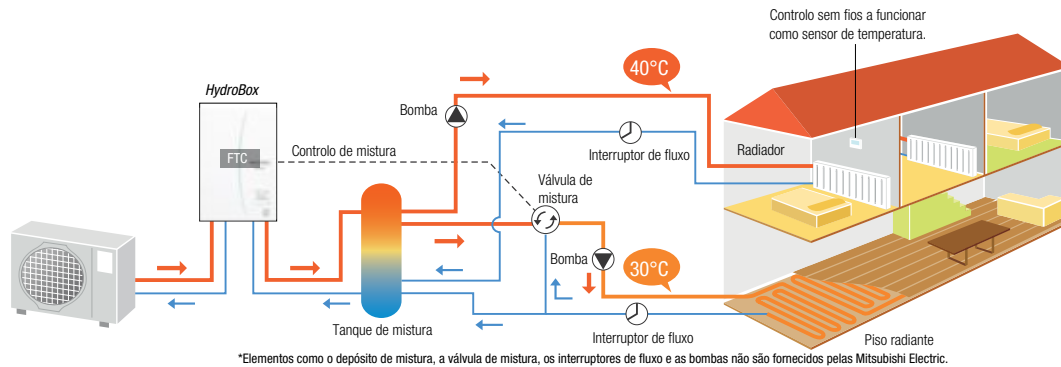 Controlo sem fios a funcionar
como sensor de temperatura.
HydroBox
40°C
Bomba
FTC
Controlo de mistura
Interruptor de fluxo
Radiador
Válvula de
mistura
Bomba
30°C
Tanque de mistura
Interruptor de fluxo
Piso radiante
*Elementos como o depósito de mistura, a válvula de mistura, os interruptores de fluxo e as bombas não são fornecidos pelas Mitsubishi Electric.